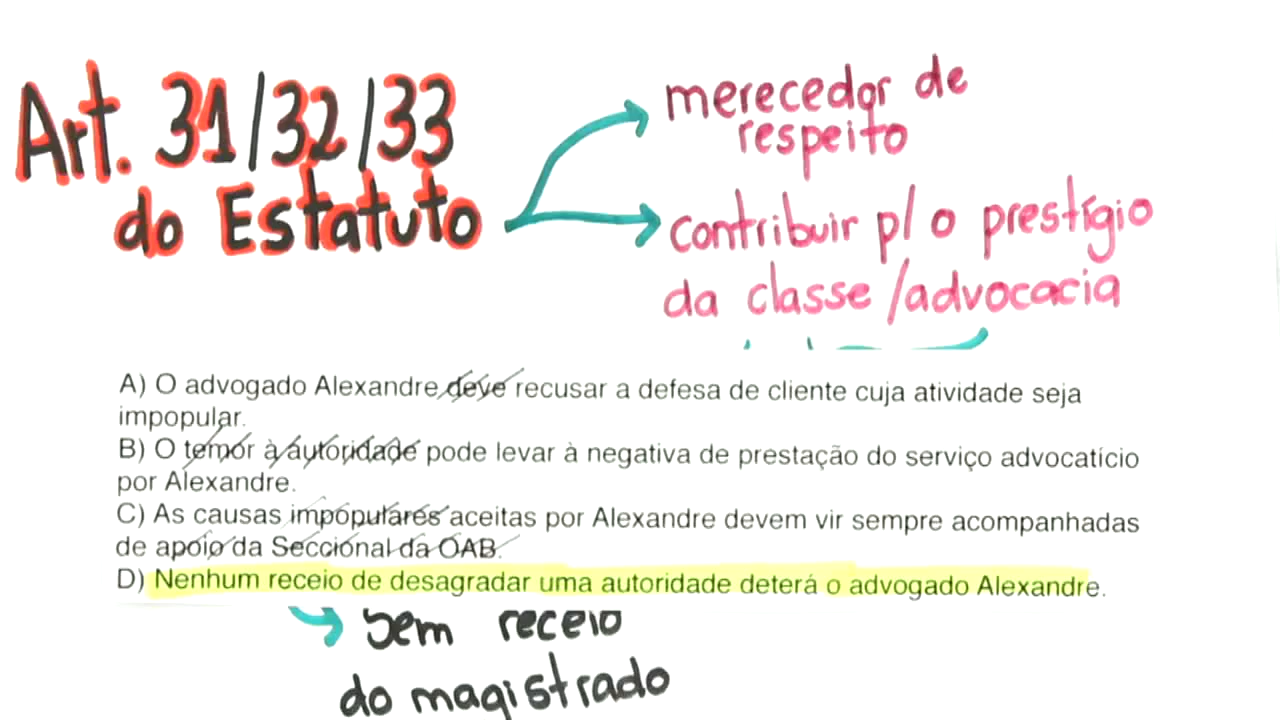 Art. 31/32/33
do Estatuto
merecedor de
respeito
contribuir p/ o prestígio
da classe/advocacia
A) O advogado Alexandre deve recusar a defesa de cliente cuja atividade seja
impopular.
B) O temor à autoridade pode levar à negativa de prestação do serviço advocatício
por Alexandre.
C) As causas impopulares aceitas por Alexandre devem vir sempre acompanhadas
de apoio da Seccional da OAB.
D) Nenhum receio de desagradar uma autoridade deterá o advogado Alexandre.
Sem receio
do magistrado